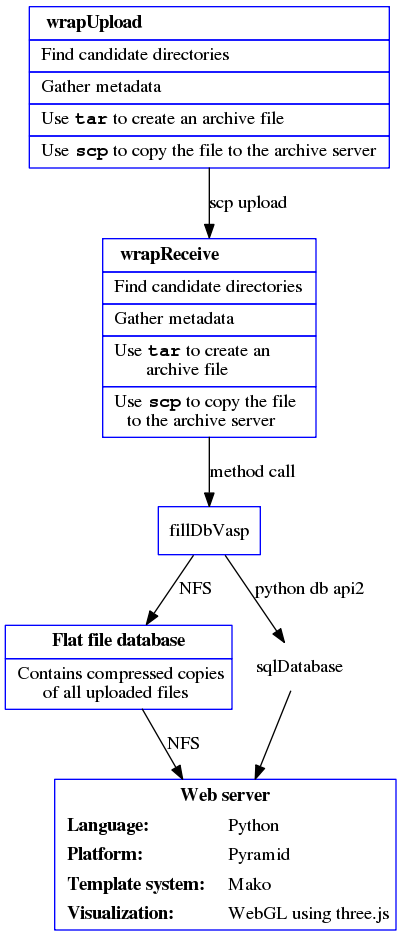 wrapUpload
Find candidate directories
Gather metadata
Use tar to create an archive file
Use scp to copy the file to the archive server
scp upload
wrapReceive
Find candidate directories
Gather metadata
Use tar to create an
archive file
Use scp to copy the file
to the archive server
method call
fillDbVasp
NFS
python db api2
Flat file database
Contains compressed copies
of all uploaded files
sqlDatabase
NFS
Web server
Language: Python
Platform: Pyramid
Template system: Mako
Visualization: WebGL using three.js